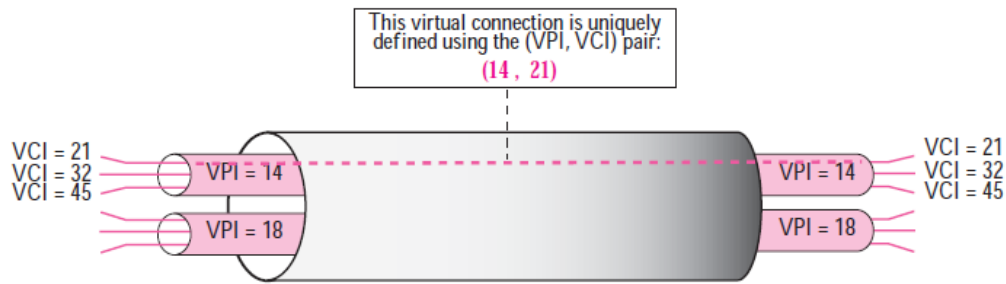 This virtual connection is uniquely
defined using the (VPI, VCI) pair:
(14 , 21)
VCI = 21
VCI = 32
VCI = 45
VPI = 14
VPI = 18
VPI = 14
VPI = 18
VCI = 21
VCI = 32
VCI = 45